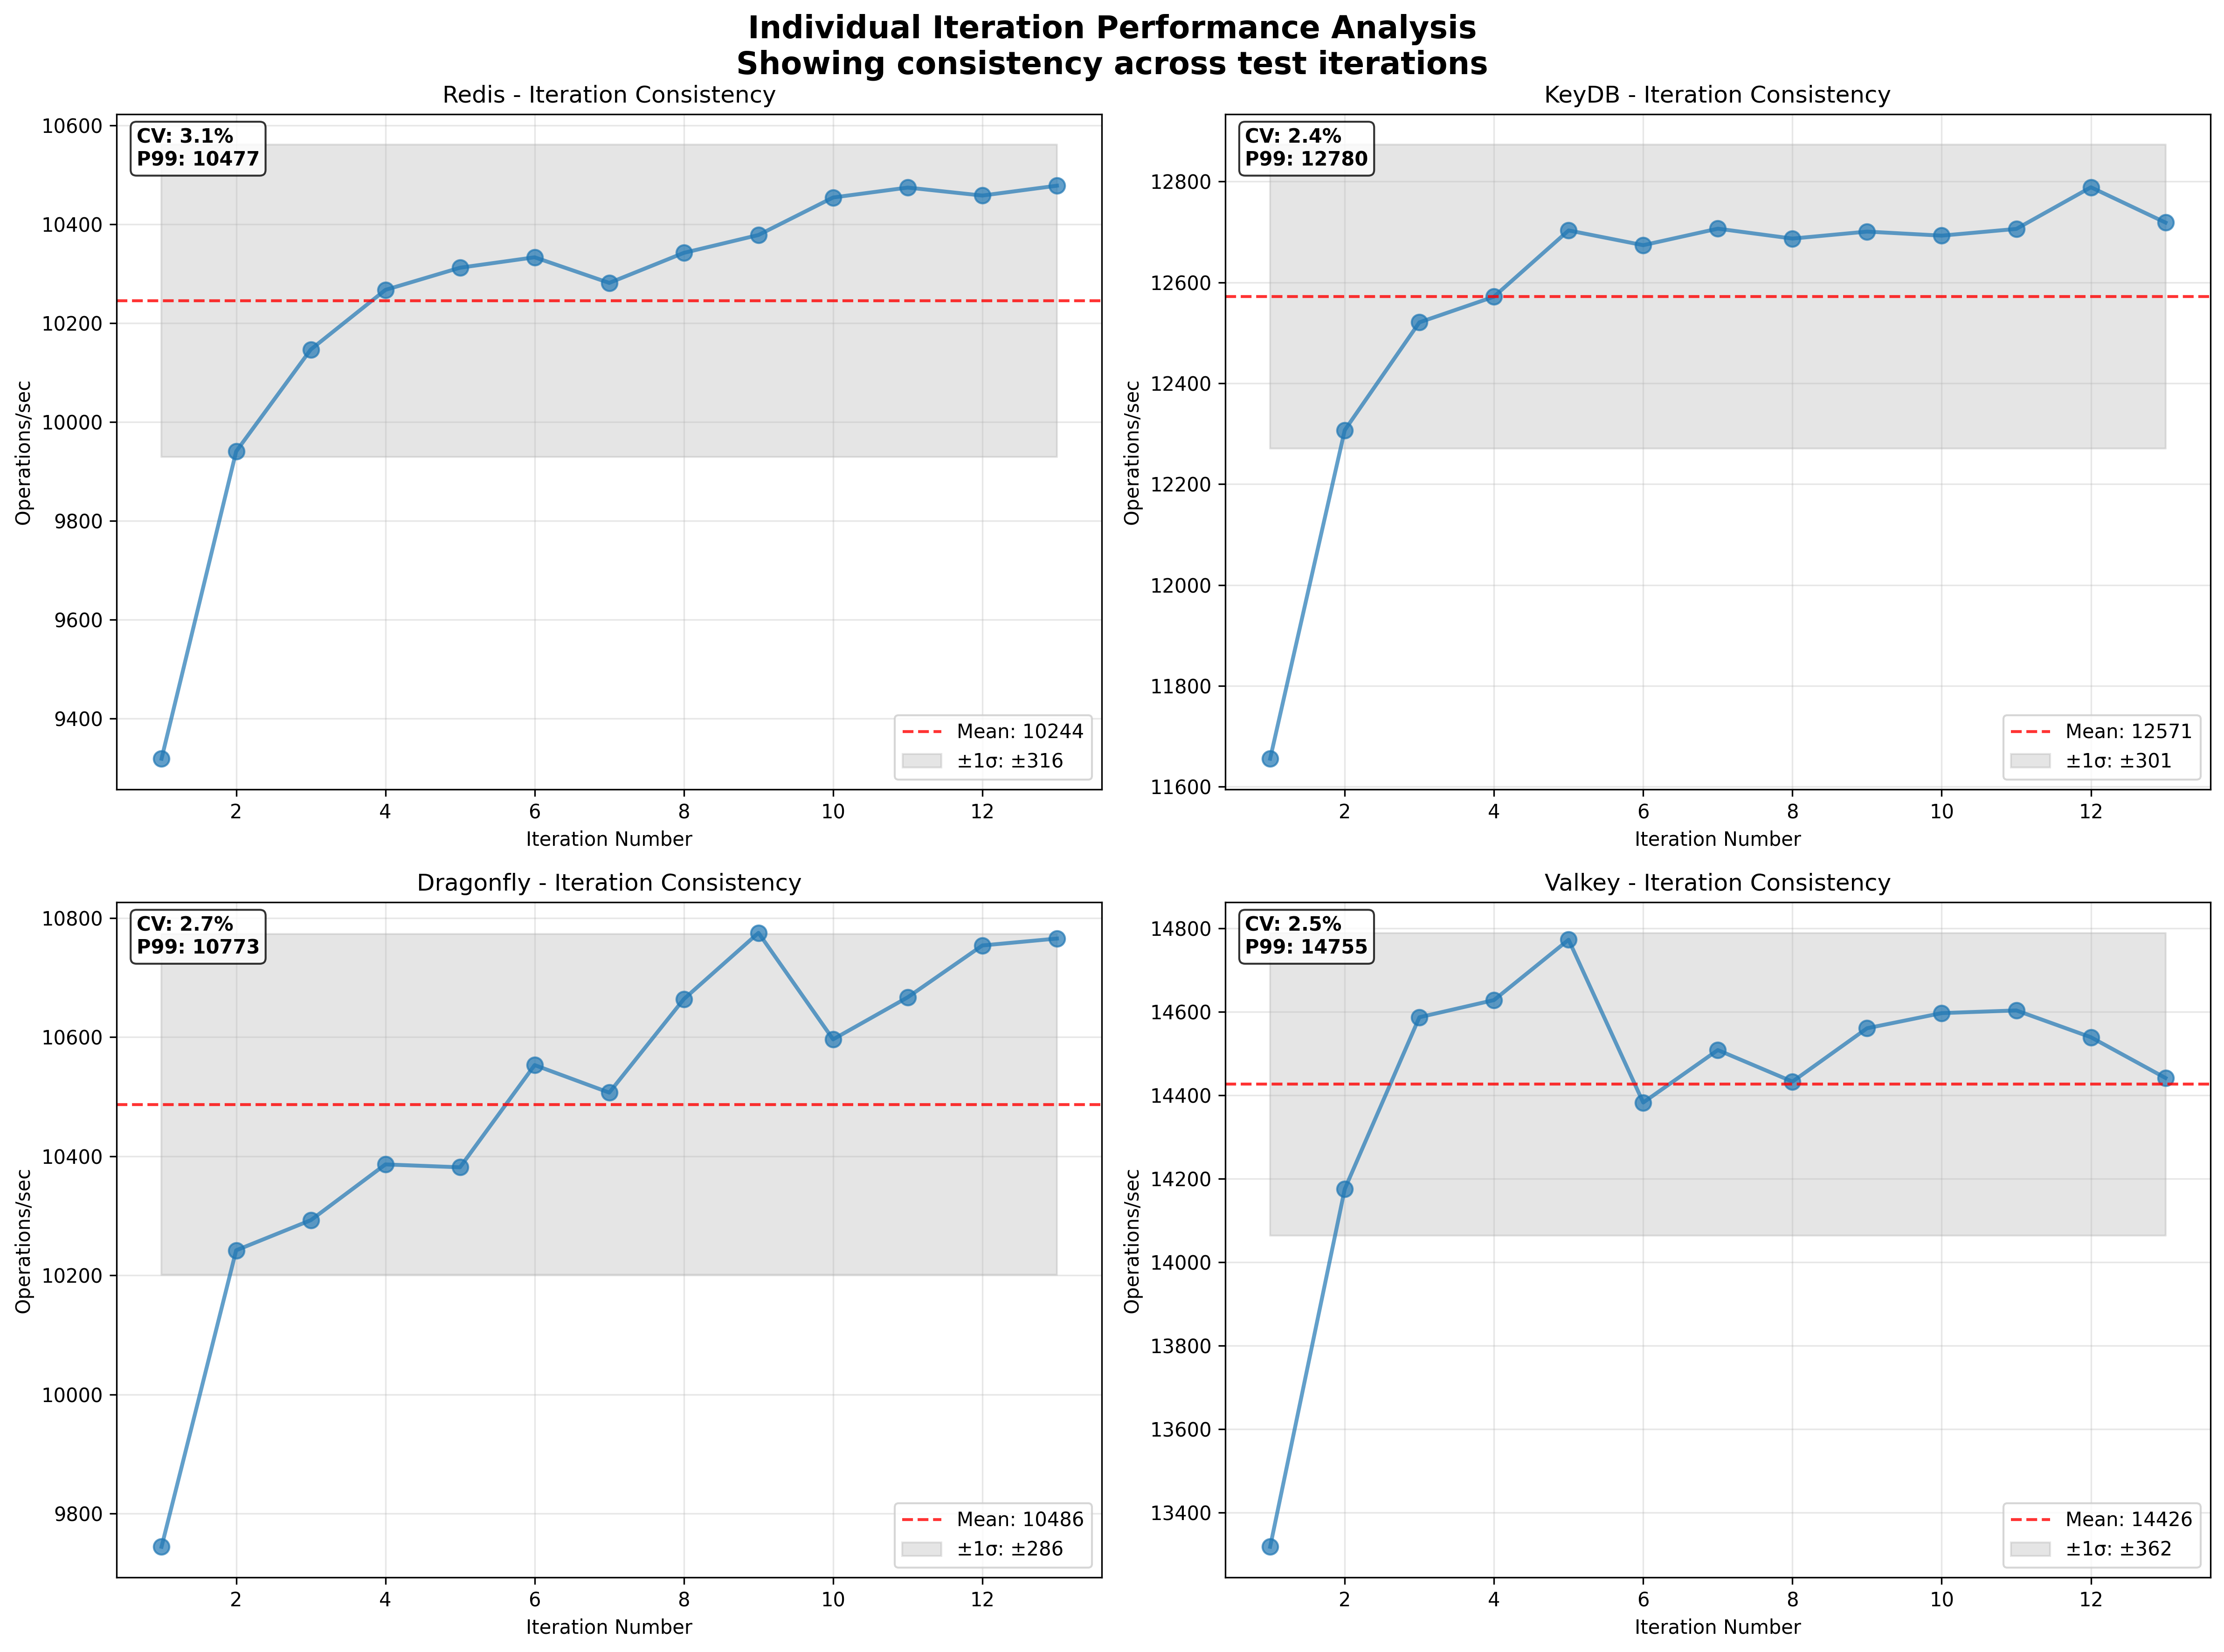 Individual Iteration Performance Analysis
Showing consistency across test iterations
Redis - Iteration Consistency
CV: 3.1%
P99: 10477
10600
10400
10200
10000
9800
9600
9400
Operations/sec
Mean: 10244
±1σ: ±316
2 4 6 8 10 12
Iteration Number
KeyDB - Iteration Consistency
CV: 2.4%
P99: 12780
12800
12600
12400
12200
12000
11800
11600
Operations/sec
Mean: 12571
±1σ: ±301
2 4 6 8 10 12
Iteration Number
Dragonfly - Iteration Consistency
CV: 2.7%
P99: 10773
10800
10600
10400
10200
10000
9800
Operations/sec
Mean: 10486
±1σ: ±286
2 4 6 8 10 12
Iteration Number
Valkey - Iteration Consistency
CV: 2.5%
P99: 14755
14800
14600
14400
14200
14000
13800
13600
13400
Operations/sec
Mean: 14426
±1σ: ±362
2 4 6 8 10 12
Iteration Number